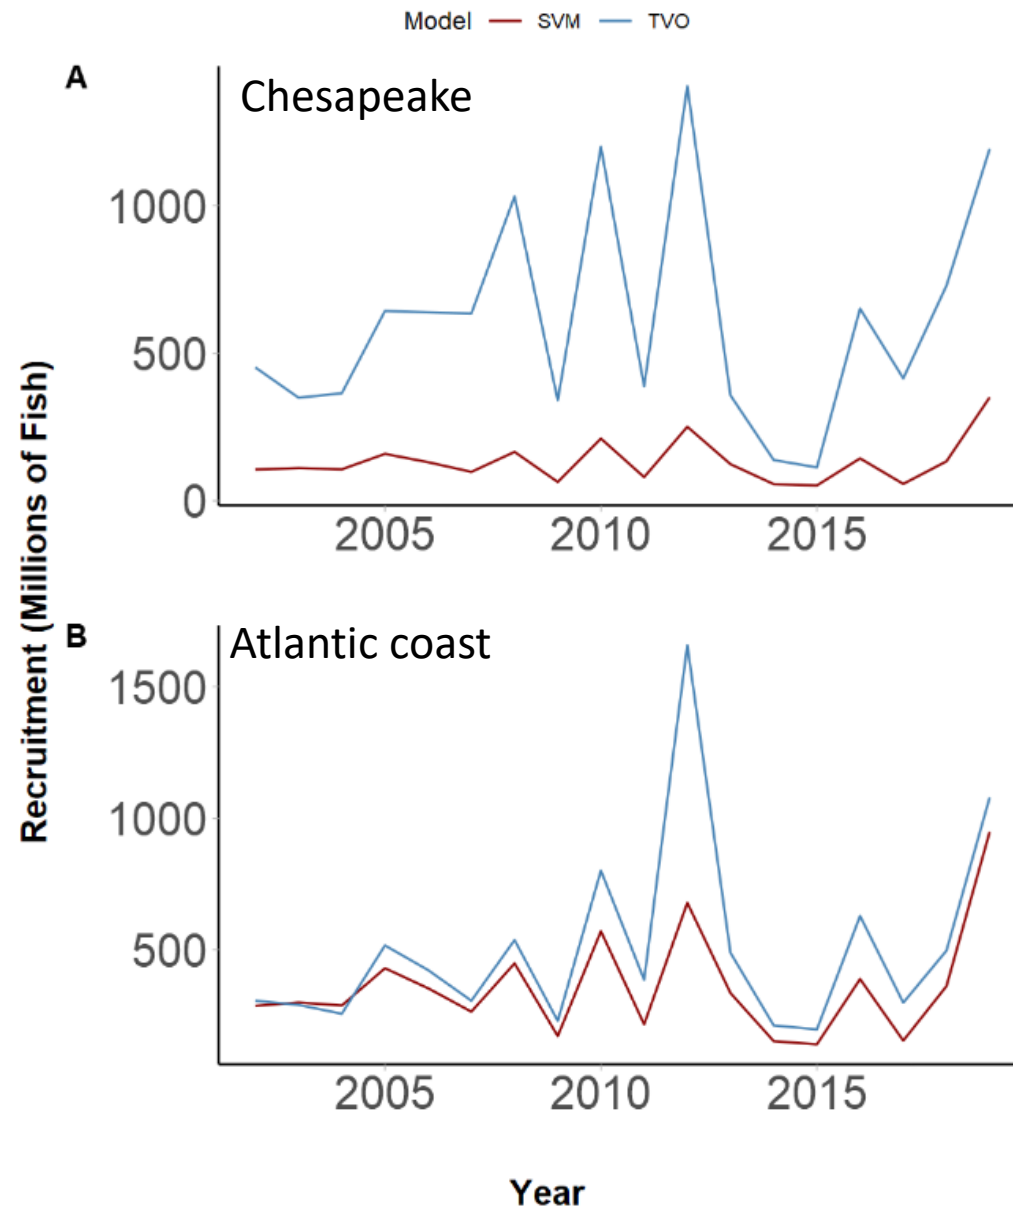 Model SVM TVO
A
Chesapeake
1000
500
0
2005 2010 2015
Recruitment (Millions of Fish)
B
Atlantic coast
1500
1000
500
2005 2010 2015
Year